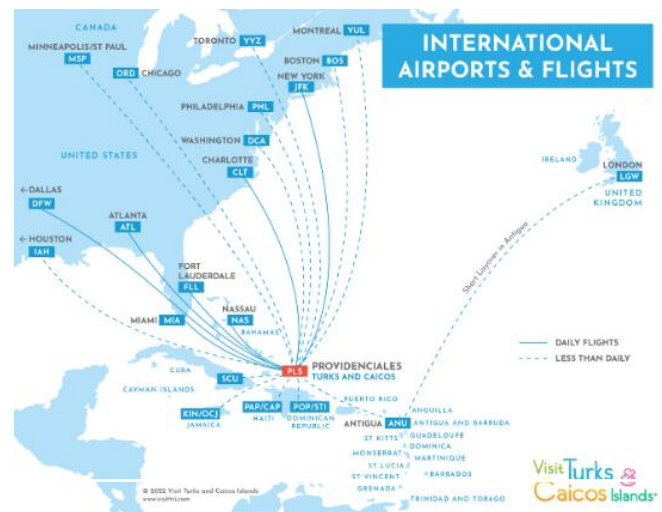 INTERNATIONAL
AIRPORTS & FLIGHTS
CANADA
MINNEAPOLIS/ST PAUL
MSP
ORD CHICAGO
TORONTO YYZ
MONTREAL YUL
BOSTON BOS
NEW YORK
JFK
PHILADELPHIA PHL
WASHINGTON DCA
CHARLOTTE
CLT
UNITED STATES
←DALLAS
DFW
ATLANTA
ATL
←HOUSTON
IAH
FORT
LAUDERDALE
FLL
MIAMI MIA
NASSAU
NAS
BAHAMAS
IRELAND
LONDON
LGW
UNITED
KINGDOM
Short Layover in Antigua
DAILY FLIGHTS
LESS THAN DAILY
PLS PROVIDENCIALES
TURKS AND CAICOS
CUBA
SCU
CAYMAN ISLANDS
KIN/OCJ
JAMAICA
PAP/CAP
HAITI
POP/STI
DOMINICAN
REPUBLIC
PUERTO RICO
ANGUILLA
ANTIGUA ANU ANTIGUA AND BARBUDA
ST KITTS
GUADELOUPE
DOMINICA
MONSERRAT
MARTINIQUE
ST LUCIA
BARBADOS
ST VINCENT
GRENADA
TRINIDAD AND TOBAGO
© 2022 Visit Turks and Caicos Islands
www.visittci.com
Visit Turks &
Caicos Islands